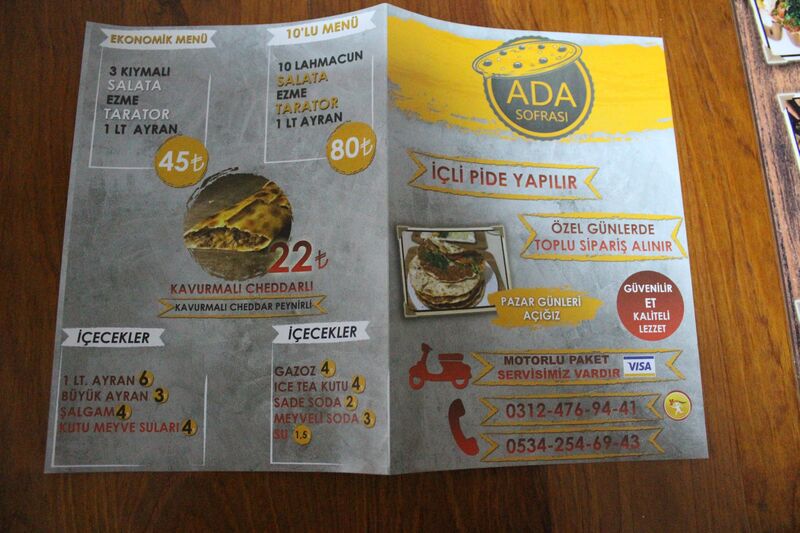 EKONOMİK MENÜ
3 KIYMALI
SALATA
EZME
TARATOR
1 LT AYRAN
45₺
10'LU MENÜ
10 LAHMACUN
SALATA
EZME
TARATOR
1 LT AYRAN
80₺
22₺
KAVURMALI CHEDDARLI
KAVURMALI CHEDDAR PEYNİRLİ
İÇECEKLER
1 LT. AYRAN 6
BÜYÜK AYRAN 3
ŞALGAM 4
KUTU MEYVE SULARI 4
İÇECEKLER
GAZOZ 4
ICE TEA KUTU 4
SADE SODA 2
MEYVELİ SODA 3
SU 1,5
ADA
SOFRASI
İÇLİ PİDE YAPILIR
ÖZEL GÜNLERDE
TOPLU SİPARİŞ ALINIR
PAZAR GÜNLERİ
AÇIĞIZ
GÜVENİLİR
ET
KALİTELİ
LEZZET
MOTORLU PAKET
SERVİSİMİZ VARDIR
VISA
0312-476-94-41
0534-254-69-43